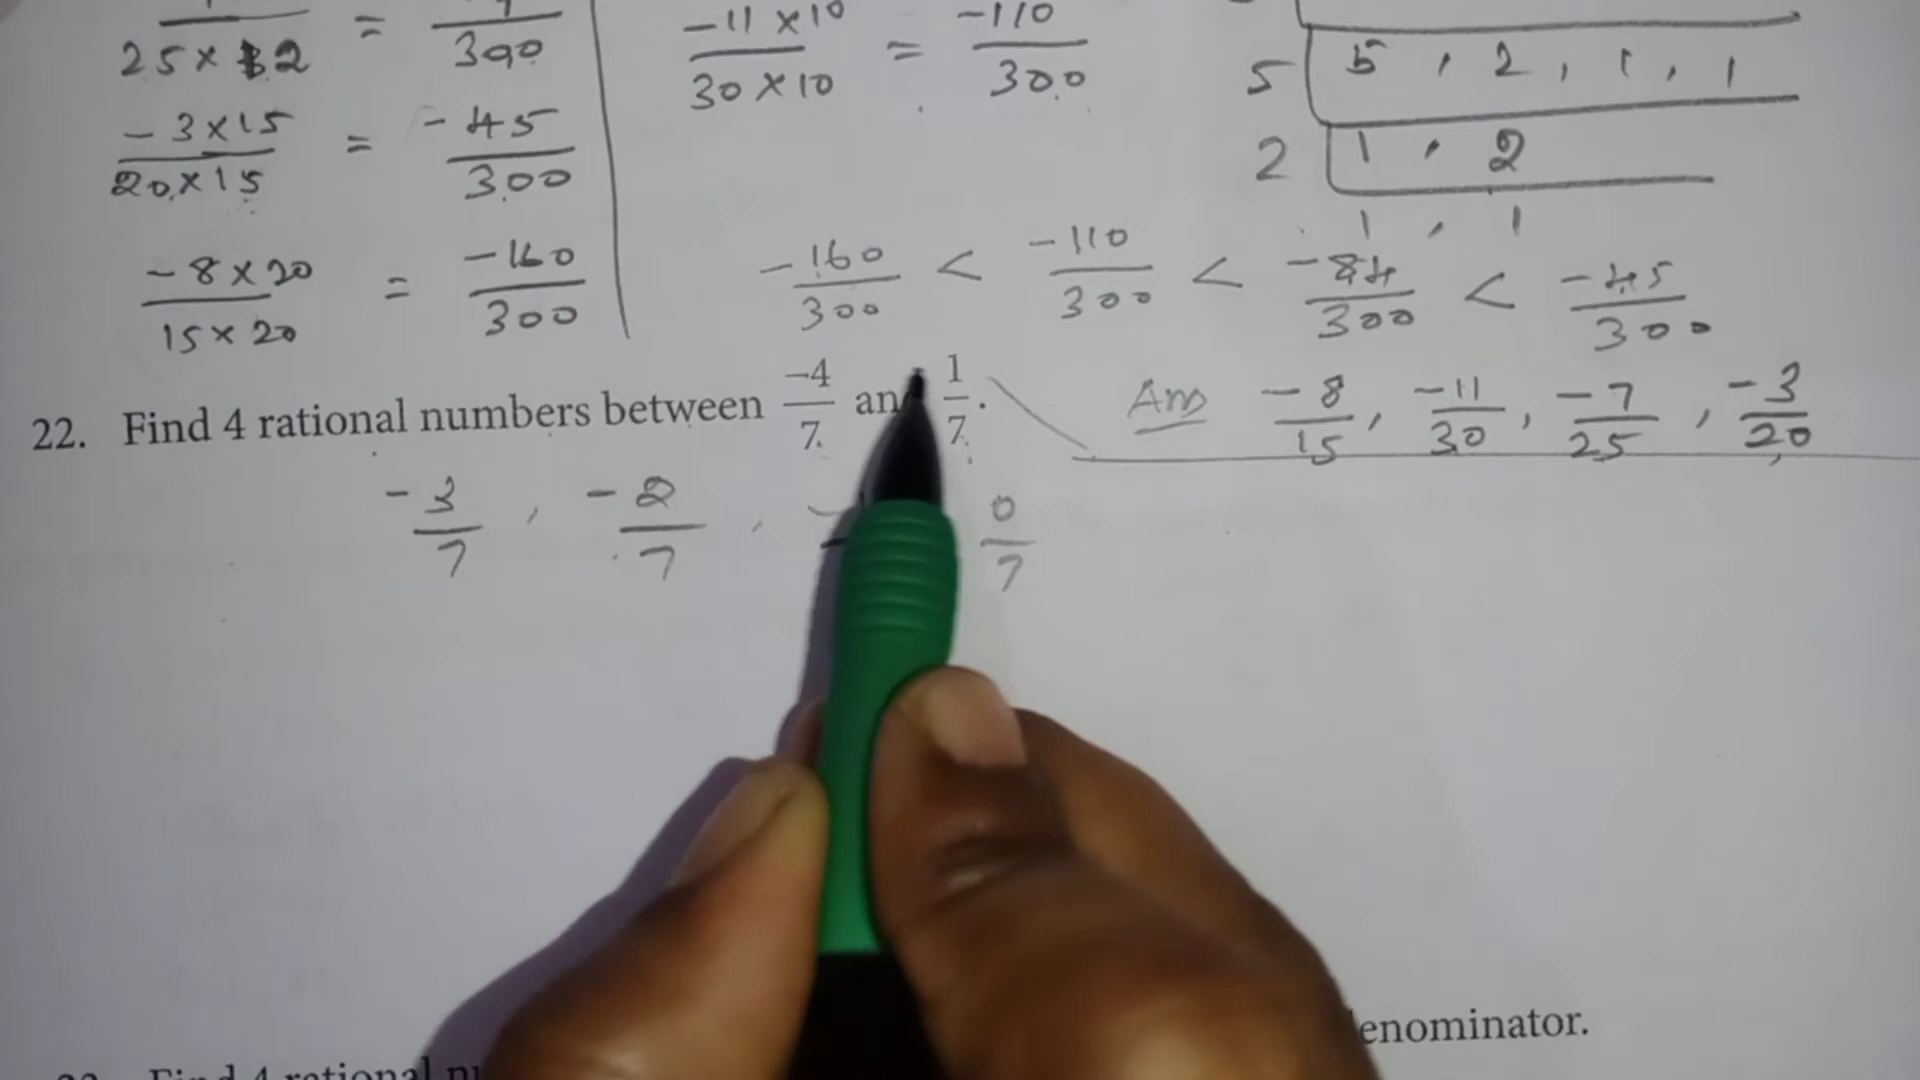 25 × 12 = 300
-11 × 10 / 30 × 10 = -110 / 300
5 | 5 , 2 , 1 , 1
-3 × 15 / 20 × 15 = -45 / 300
2 | 1 , 2
1 , 1
-8 × 20 / 15 × 20 = -160 / 300
-160/300 < -110/300 < -84/300 < -45/300
22. Find 4 rational numbers between -4/7 and 1/7.
Ans -8/15, -11/30, -7/25, -3/20
-3/7, -2/7, 0/7
enominator.
Find 4 rational